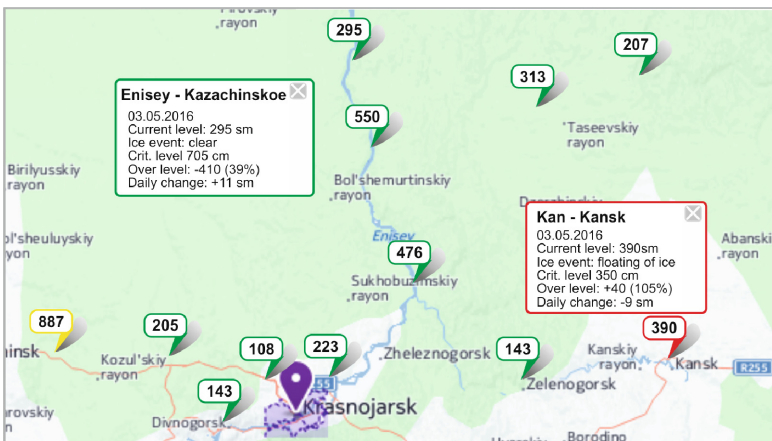 Pirovskiy
rayon
295
207
313
Enisey - Kazachinskoe
03.05.2016
Current level: 295 sm
Ice event: clear
Crit. level 705 cm
Over level: -410 (39%)
Daily change: +11 sm
550
'Taseevskiy
rayon
Birilyusskiy
rayon
Bol'shemurtinskiy
.rayon
Kan - Kansk
03.05.2016
Current level: 390sm
Ice event: floating of ice
Crit. level 350 cm
Over level: +40 (105%)
Daily change: -9 sm
ol'sheuluyskiy
rayon
Enisey
476
Abanski
.rayon
Sukhobuzimskiy
.rayon
887
205
108
223
143
390
insk
Kozul'skiy
rayon
Zheleznogorsk
Kanskiy
rayon
Kansk
R255
255
143
Zelenogorsk
Krasnojarsk
rovskiy
Divnogorsk
Borodino